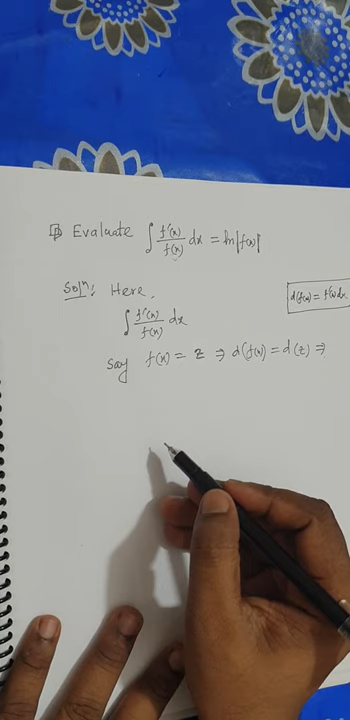 Evaluate ∫ f'(x)/f(x) dx = ln|f(x)|
Solⁿ: Here,
d(f(x)) = f'(x)dx
∫ f'(x)/f(x) dx
Say f(x) = z ⇒ d(f(x)) = d(z) ⇒